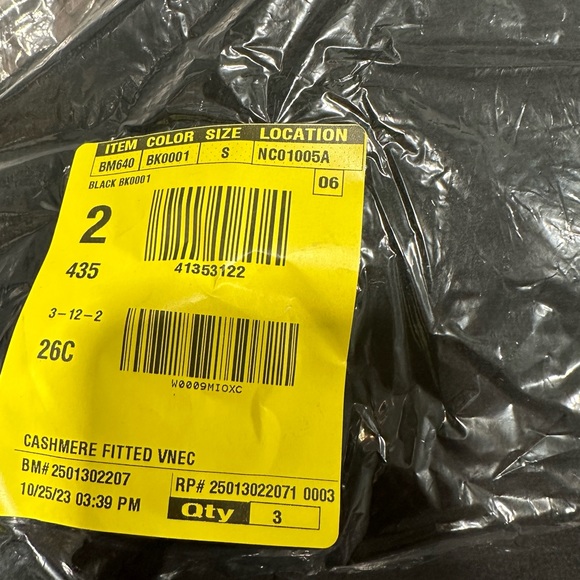 ITEM COLOR SIZE LOCATION
BM640 BK0001 S NC01005A
BLACK BK0001 06
2
41353122
435
3-12-2
26C
W0009MIOXC
CASHMERE FITTED VNEC
BM# 2501302207
RP# 25013022071 0003
10/25/23 03:39 PM
Qty 3